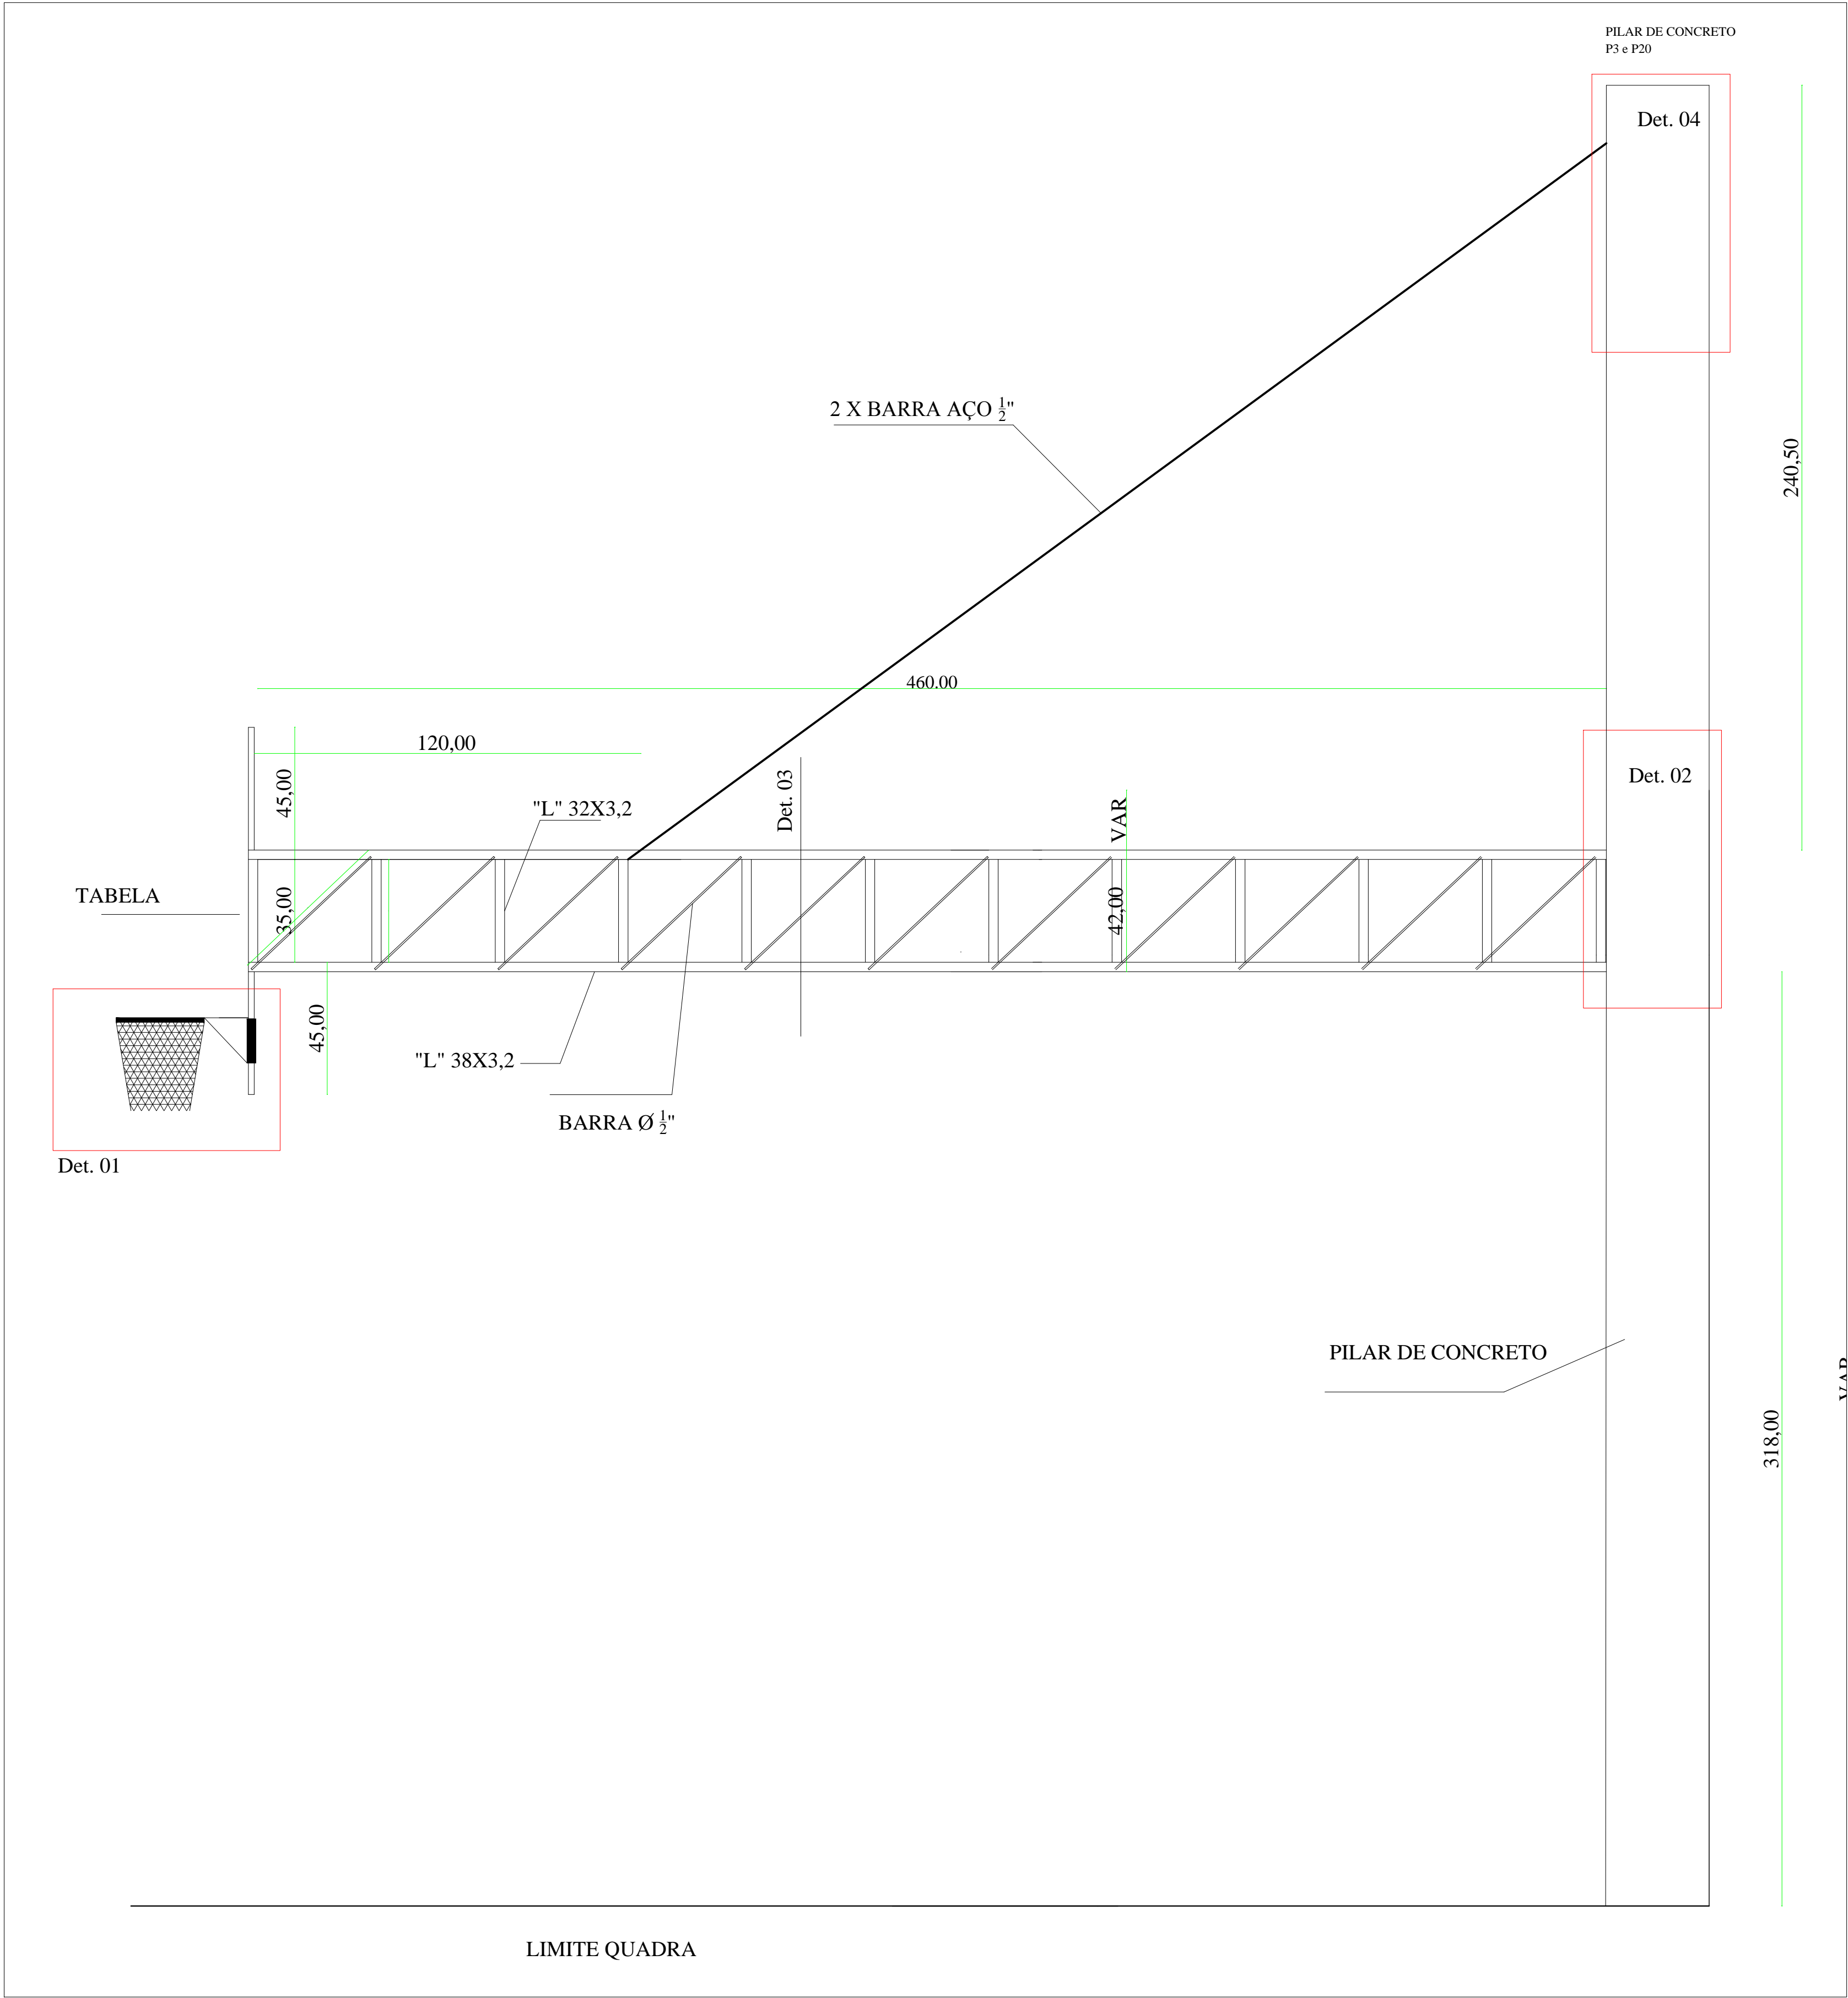 PILAR DE CONCRETO
P3 e P20
Det. 04
2 X BARRA AÇO ½"
240,50
460.00
120,00
45,00
"L" 32X3,2
Det. 03
VAR
Det. 02
TABELA
35,00
42,00
45,00
"L" 38X3,2
BARRA Ø ½"
Det. 01
PILAR DE CONCRETO
VAR
318,00
LIMITE QUADRA